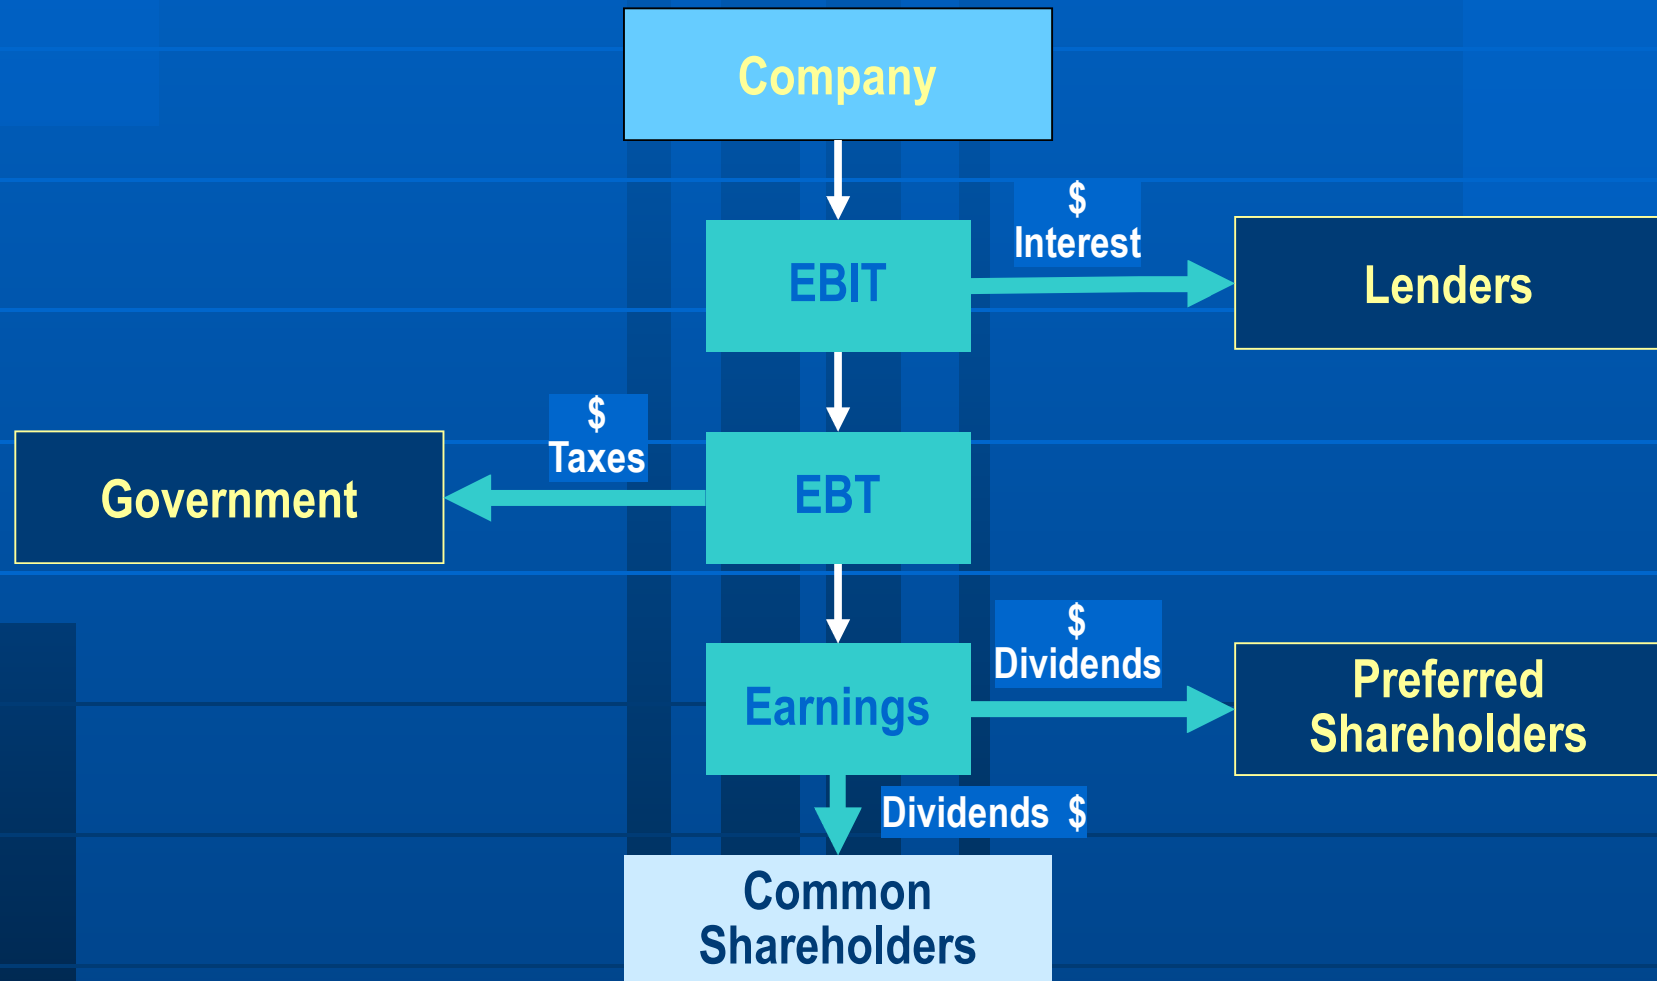 Company
$
Interest
EBIT
Lenders
$
Taxes
Government
EBT
$
Dividends
Earnings
Preferred
Shareholders
Dividends $
Common
Shareholders